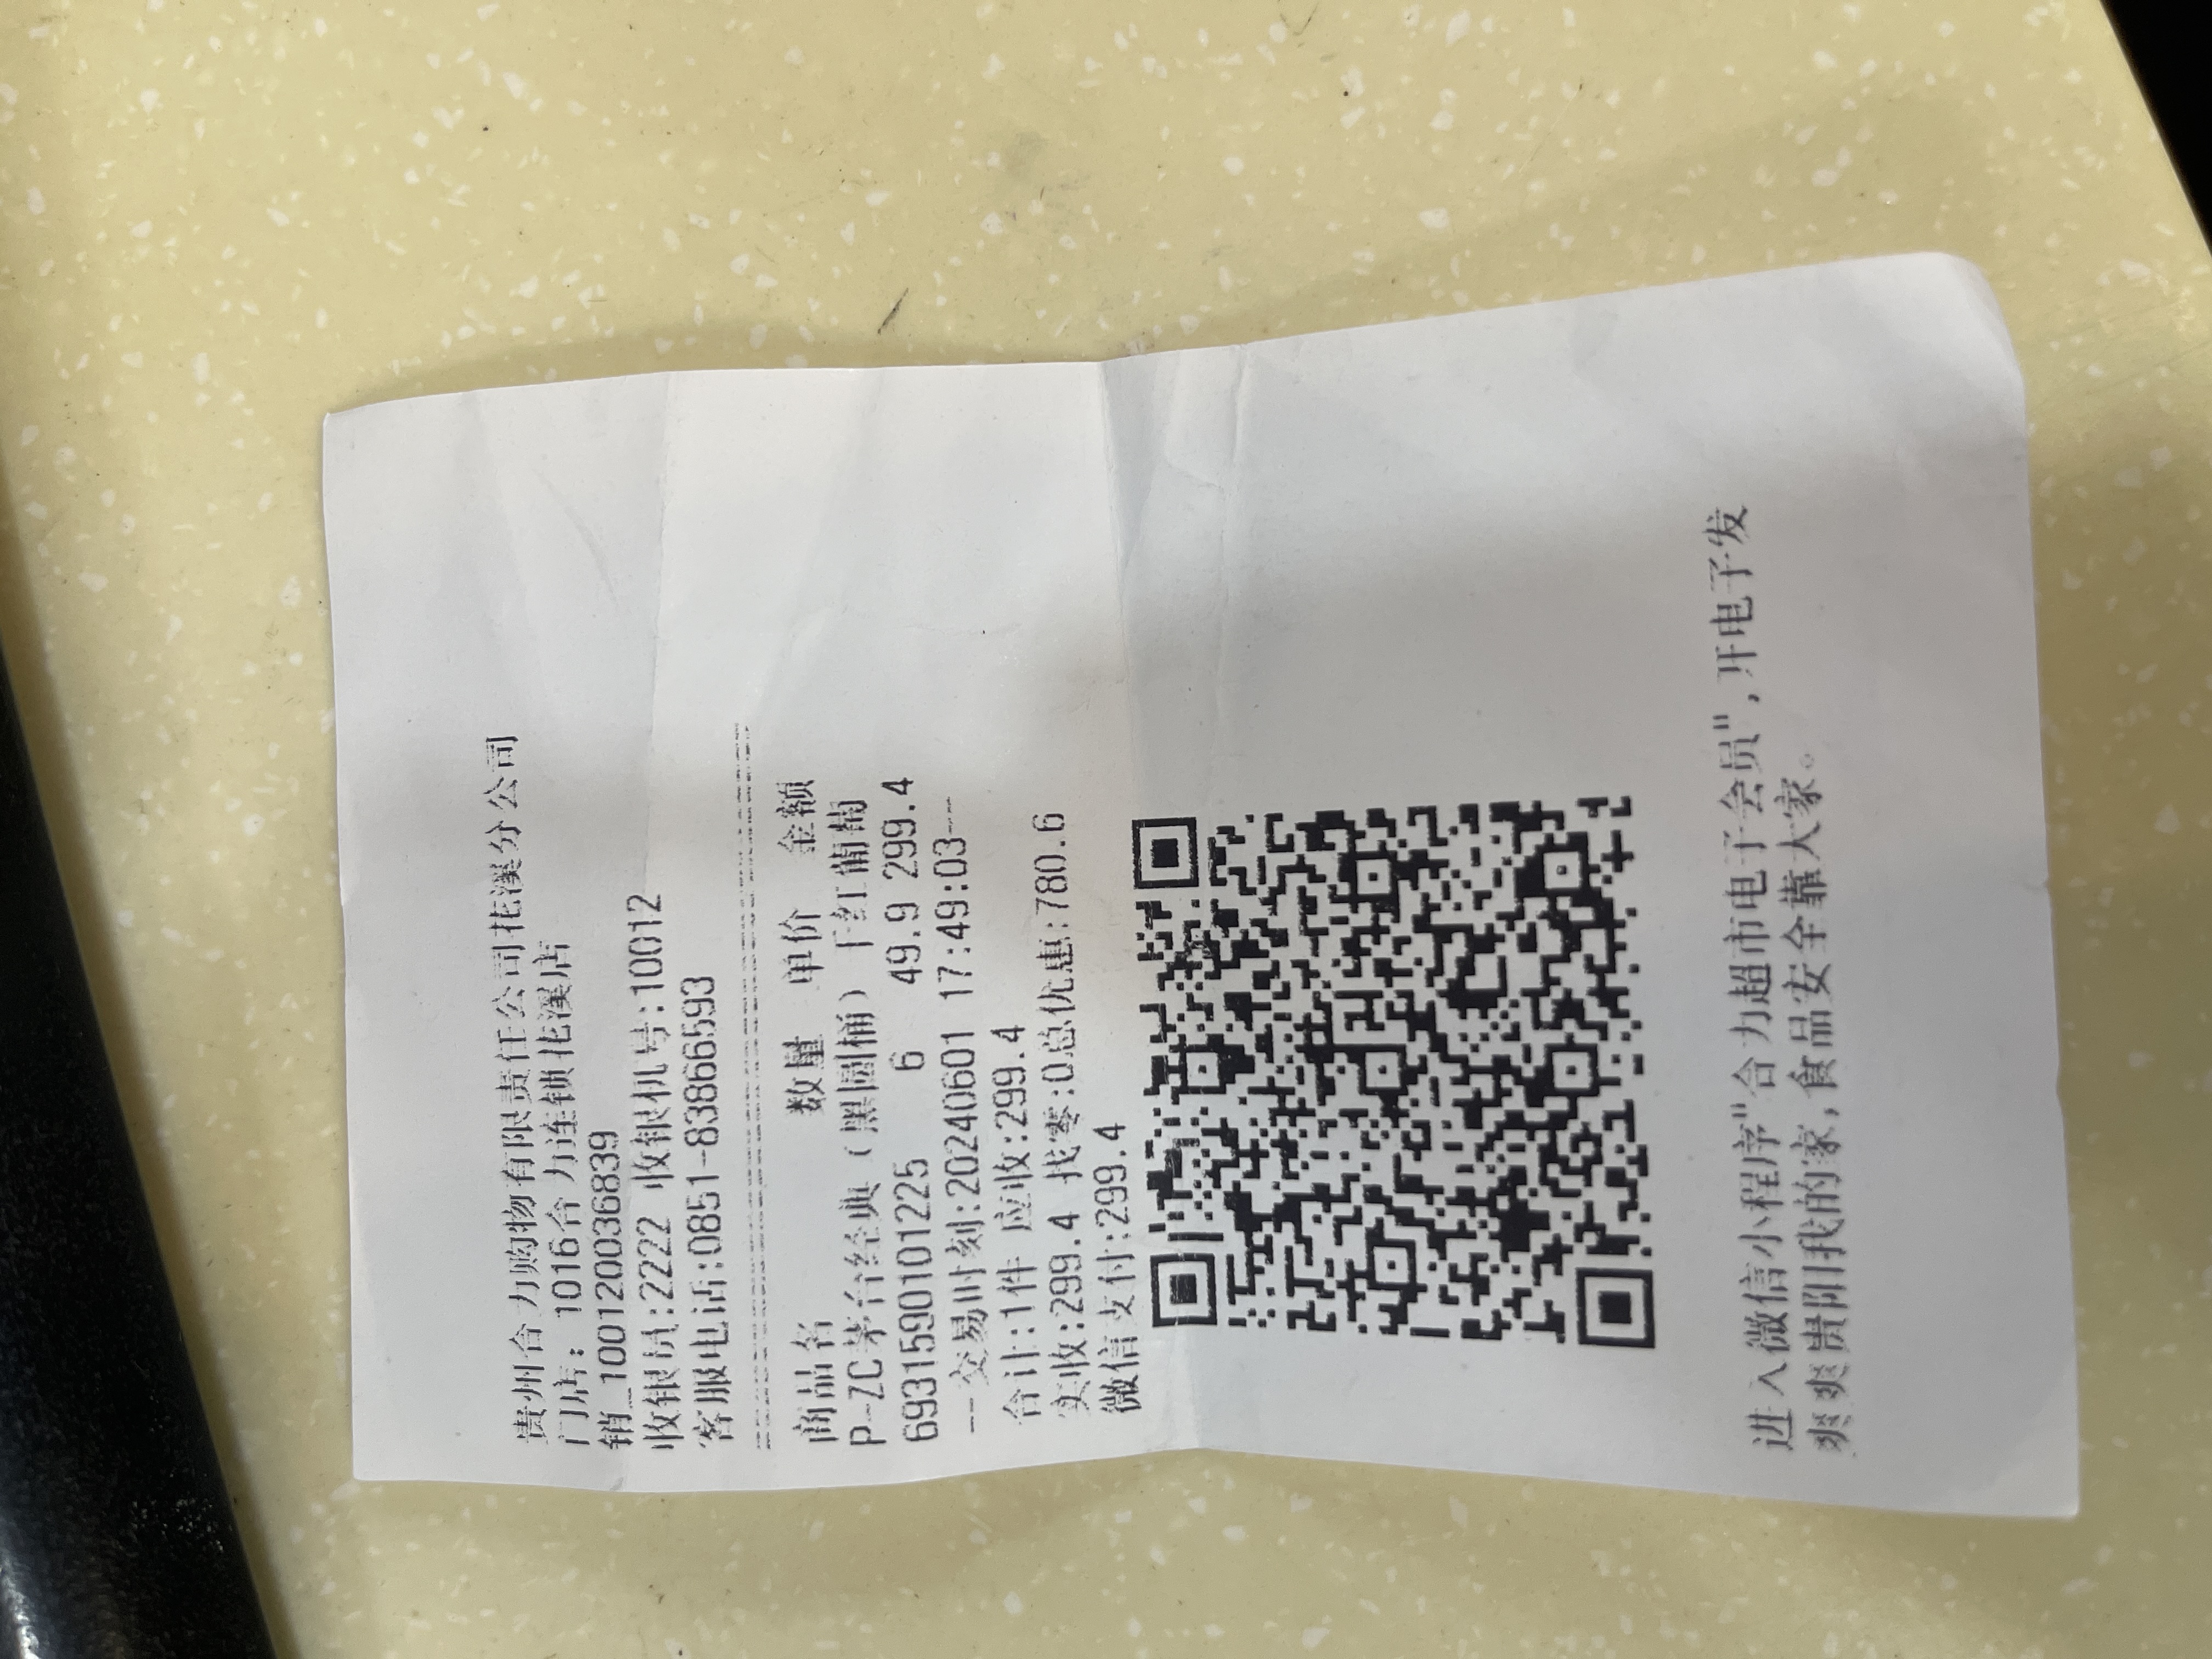 贵州合力购物有限责任公司花溪分公司
门店：1016合力连锁花溪店
销_1001200368​39
收银员:2222 收银机号:10012
客服电话:0851-83866593
商品名 数量 单价 金额
P-ZC茅台经典（黑圆桶）干红葡萄
6931590101225 6 49.9 299.4
--交易时刻:20240601 17:49:03--
合计:1件 应收:299.4
实收:299.4 找零:0总优惠:780.6
微信支付:299.4
进入微信小程序"合力超市电子会员",开电子发
爽爽贵阳我的家,食品安全靠大家。